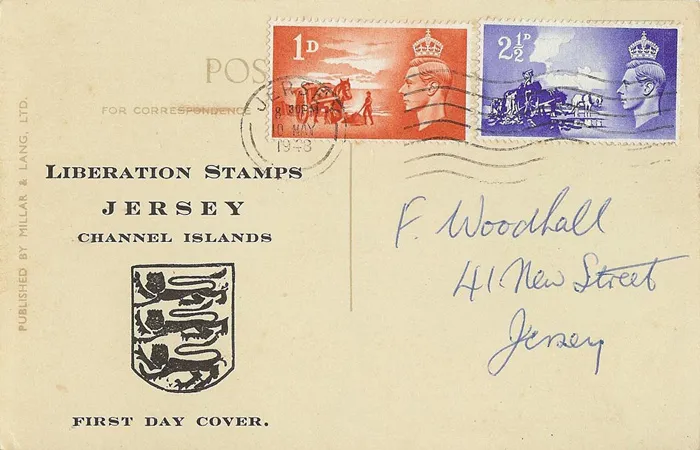 1D
2½D
POS
FOR CORRESPONDENCE
JERSEY
MAY
1948
LIBERATION STAMPS
JERSEY
CHANNEL ISLANDS
FIRST DAY COVER.
PUBLISHED BY MILLAR & LANG, LTD.
F. Woodhall
41 New Street
Jersey